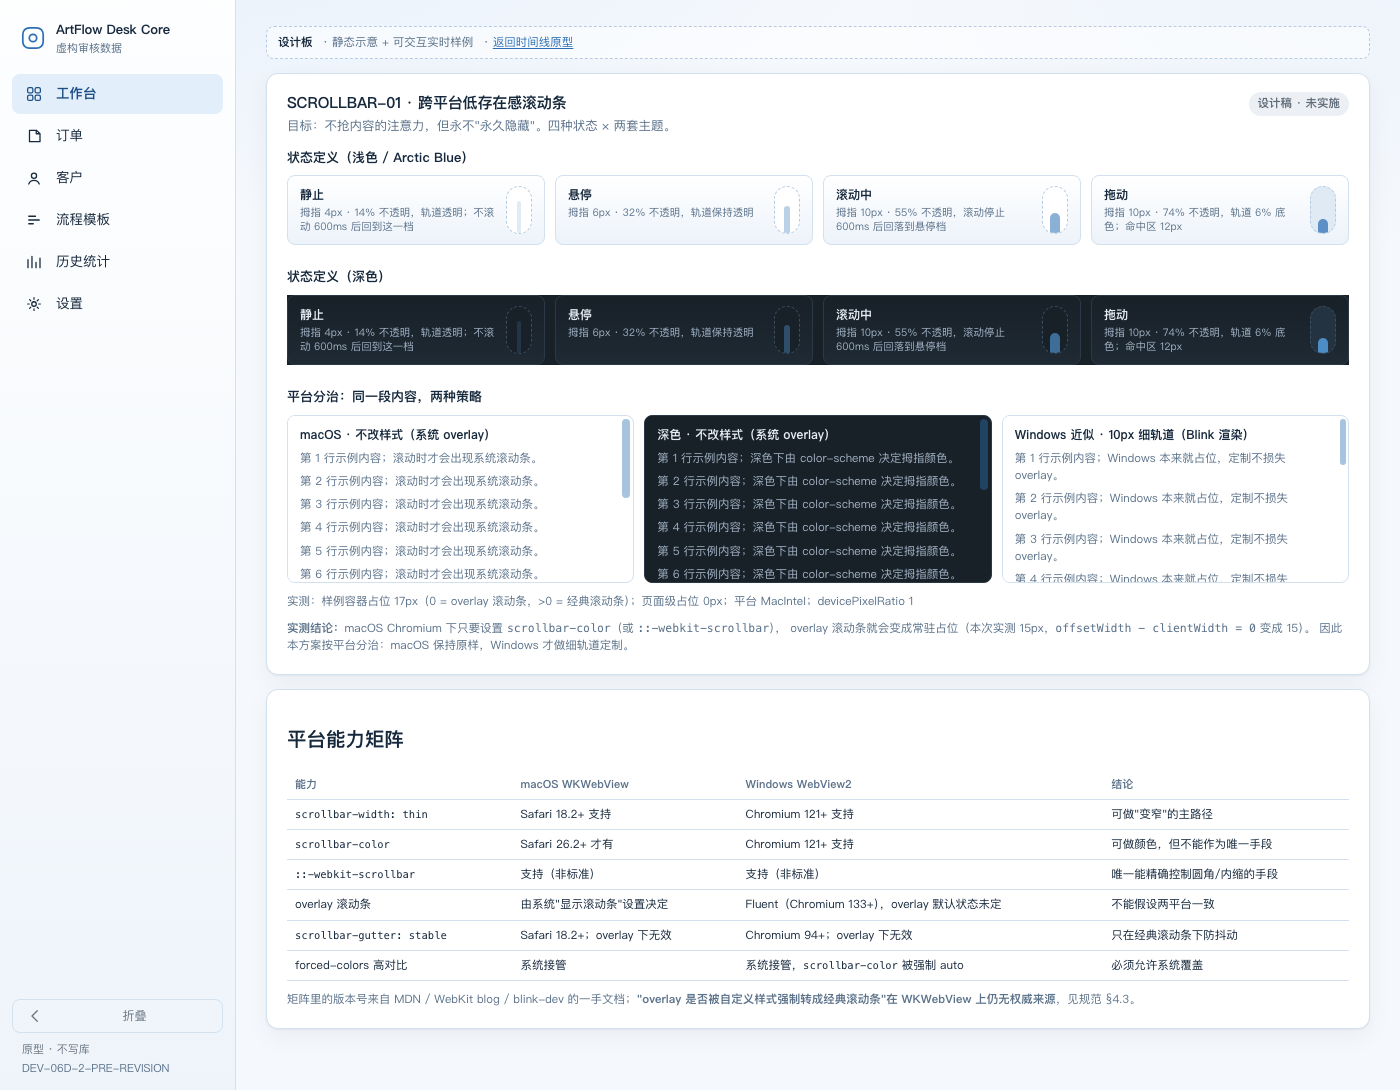 ArtFlow Desk Core
虚构审核数据
工作台
订单
客户
流程模板
历史统计
设置
折叠
原型 · 不写库
DEV-06D-2-PRE-REVISION
设计板 · 静态示意 + 可交互实时样例 · 返回时间线原型
SCROLLBAR-01 · 跨平台低存在感滚动条
设计稿 · 未实施
目标：不抢内容的注意力，但永不"永久隐藏"。四种状态 × 两套主题。
状态定义（浅色 / Arctic Blue）
静止
拇指 4px · 14% 不透明，轨道透明；不滚
动 600ms 后回到这一档
悬停
拇指 6px · 32% 不透明，轨道保持透明
滚动中
拇指 10px · 55% 不透明，滚动停止
600ms 后回落到悬停档
拖动
拇指 10px · 74% 不透明，轨道 6% 底
色；命中区 12px
状态定义（深色）
静止
拇指 4px · 14% 不透明，轨道透明；不滚
动 600ms 后回到这一档
悬停
拇指 6px · 32% 不透明，轨道保持透明
滚动中
拇指 10px · 55% 不透明，滚动停止
600ms 后回落到悬停档
拖动
拇指 10px · 74% 不透明，轨道 6% 底
色；命中区 12px
平台分治：同一段内容，两种策略
macOS · 不改样式（系统 overlay）
第 1 行示例内容；滚动时才会出现系统滚动条。
第 2 行示例内容；滚动时才会出现系统滚动条。
第 3 行示例内容；滚动时才会出现系统滚动条。
第 4 行示例内容；滚动时才会出现系统滚动条。
第 5 行示例内容；滚动时才会出现系统滚动条。
第 6 行示例内容；滚动时才会出现系统滚动条。
深色 · 不改样式（系统 overlay）
第 1 行示例内容；深色下由 color-scheme 决定拇指颜色。
第 2 行示例内容；深色下由 color-scheme 决定拇指颜色。
第 3 行示例内容；深色下由 color-scheme 决定拇指颜色。
第 4 行示例内容；深色下由 color-scheme 决定拇指颜色。
第 5 行示例内容；深色下由 color-scheme 决定拇指颜色。
第 6 行示例内容；深色下由 color-scheme 决定拇指颜色。
Windows 近似 · 10px 细轨道（Blink 渲染）
第 1 行示例内容；Windows 本来就占位，定制不损失
overlay。
第 2 行示例内容；Windows 本来就占位，定制不损失
overlay。
第 3 行示例内容；Windows 本来就占位，定制不损失
overlay。
第 4 行示例内容；Windows 本来就占位，定制不损失
实测：样例容器占位 17px（0 = overlay 滚动条，>0 = 经典滚动条）；页面级占位 0px；平台 MacIntel；devicePixelRatio 1
实测结论：macOS Chromium 下只要设置 scrollbar-color（或 ::-webkit-scrollbar）， overlay 滚动条就会变成常驻占位（本次实测 15px，offsetWidth - clientWidth = 0 变成 15）。 因此
本方案按平台分治：macOS 保持原样，Windows 才做细轨道定制。
平台能力矩阵
能力 macOS WKWebView Windows WebView2 结论
scrollbar-width: thin Safari 18.2+ 支持 Chromium 121+ 支持 可做"变窄"的主路径
scrollbar-color Safari 26.2+ 才有 Chromium 121+ 支持 可做颜色，但不能作为唯一手段
::-webkit-scrollbar 支持（非标准） 支持（非标准） 唯一能精确控制圆角/内缩的手段
overlay 滚动条 由系统"显示滚动条"设置决定 Fluent（Chromium 133+），overlay 默认状态未定 不能假设两平台一致
scrollbar-gutter: stable Safari 18.2+；overlay 下无效 Chromium 94+；overlay 下无效 只在经典滚动条下防抖动
forced-colors 高对比 系统接管 系统接管，scrollbar-color 被强制 auto 必须允许系统覆盖
矩阵里的版本号来自 MDN / WebKit blog / blink-dev 的一手文档；"overlay 是否被自定义样式强制转成经典滚动条"在 WKWebView 上仍无权威来源，见规范 §4.3。